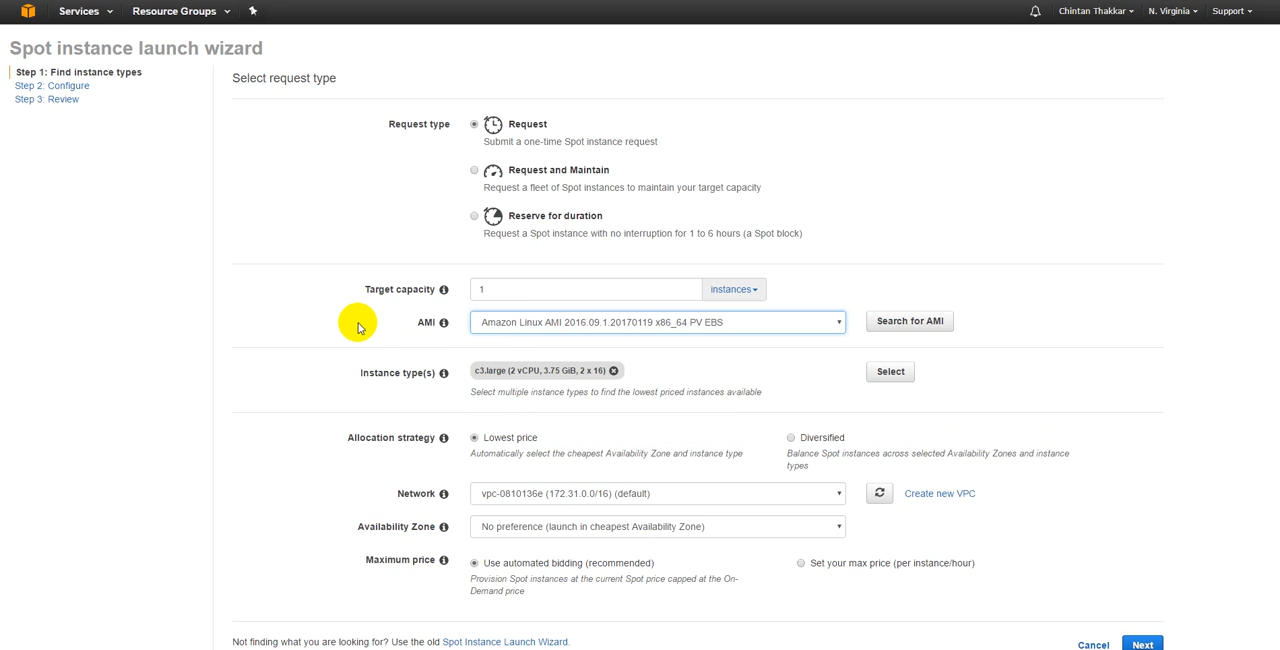 Services Resource Groups Chintan Thakkar N. Virginia Support
Spot instance launch wizard
Step 1: Find instance types
Step 2: Configure
Step 3: Review
Select request type
Request type Request
Submit a one-time Spot instance request
Request and Maintain
Request a fleet of Spot instances to maintain your target capacity
Reserve for duration
Request a Spot instance with no interruption for 1 to 6 hours (a Spot block)
Target capacity 1 instances
AMI Amazon Linux AMI 2016.09.1.20170119 x86_64 PV EBS Search for AMI
Instance type(s) c3.large (2 vCPU, 3.75 GiB, 2 x 16) Select
Select multiple instance types to find the lowest priced instances available
Allocation strategy Lowest price Diversified
Automatically select the cheapest Availability Zone and instance type Balance Spot instances across selected Availability Zones and instance
types
Network vpc-0810136e (172.31.0.0/16) (default) Create new VPC
Availability Zone No preference (launch in cheapest Availability Zone)
Maximum price Use automated bidding (recommended) Set your max price (per instance/hour)
Provision Spot instances at the current Spot price capped at the On-
Demand price
Not finding what you are looking for? Use the old Spot Instance Launch Wizard.
Cancel Next